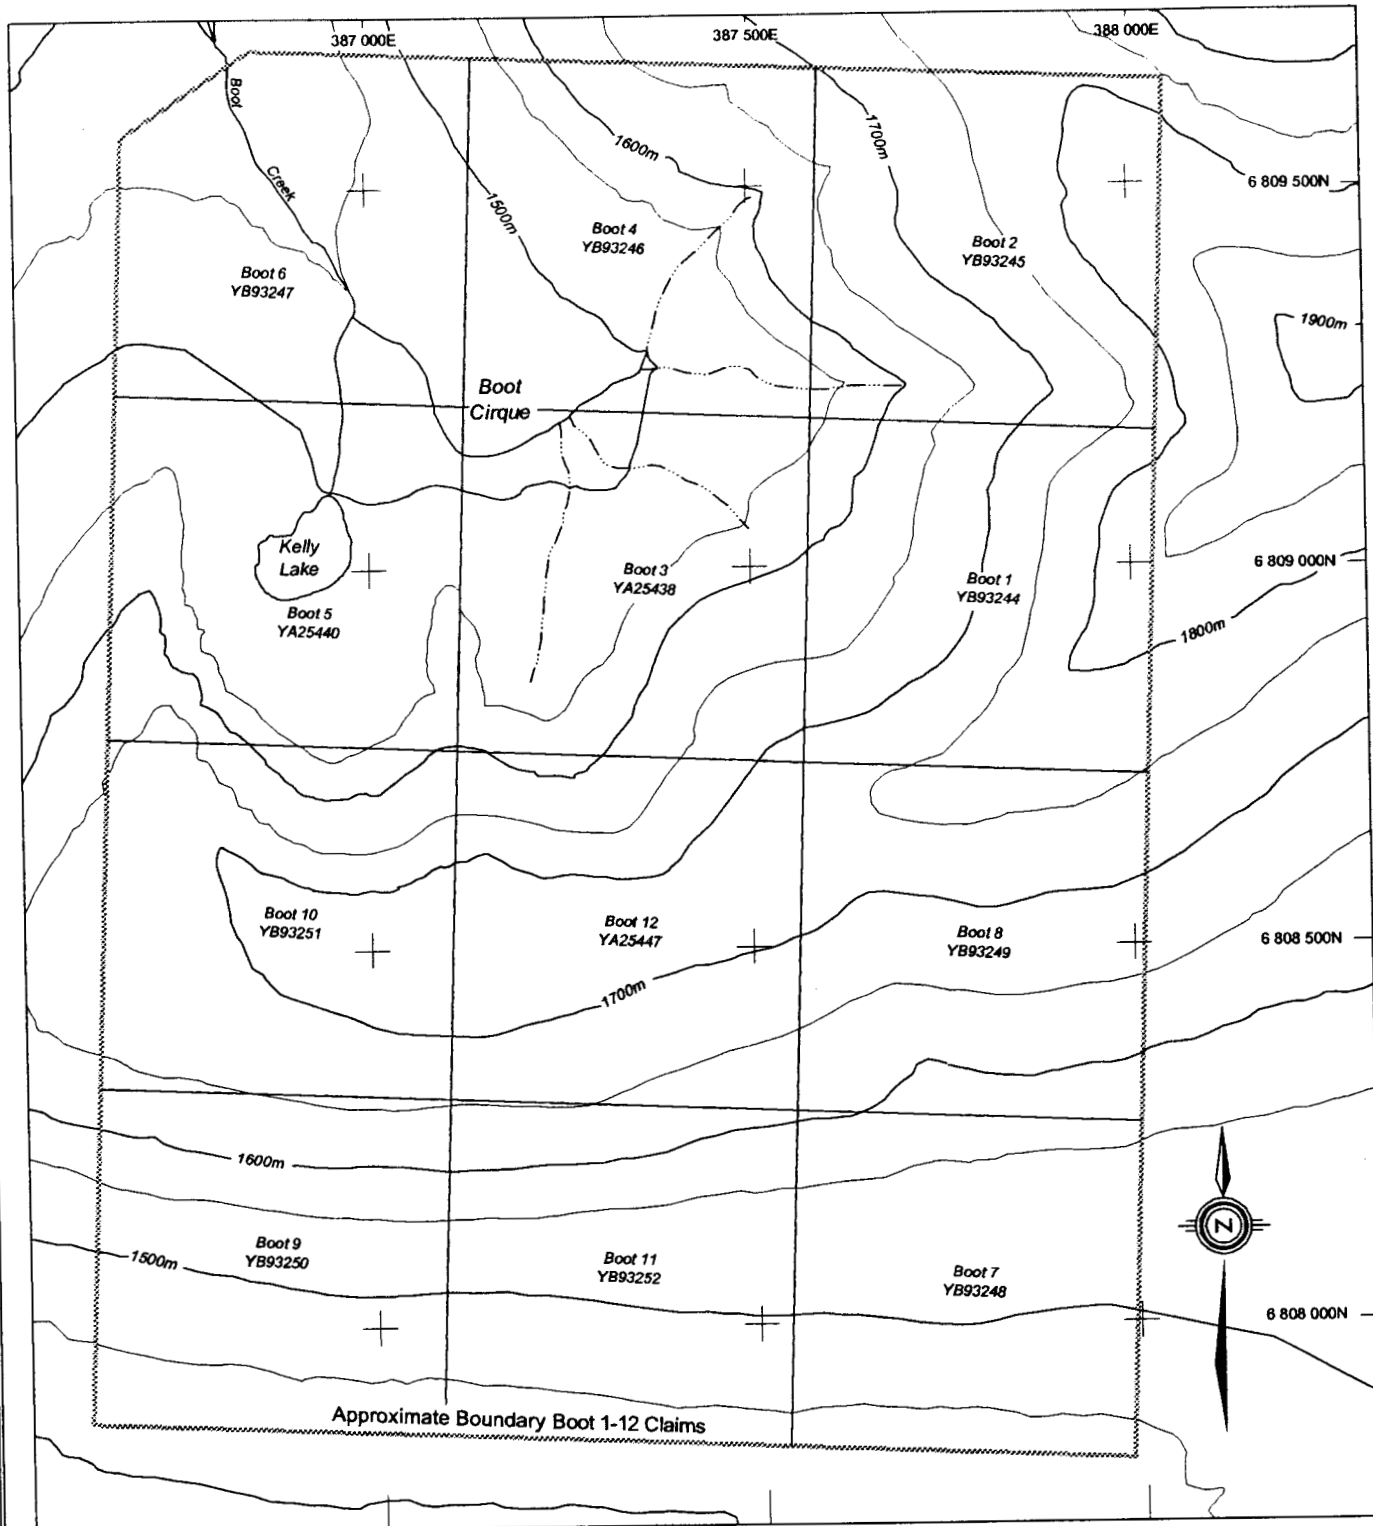 387 000E
387 500E
388 000E
Boot
Creek
1600m
1700m
6 809 500N
1500m
Boot 4
YB93246
Boot 2
YB93245
Boot 6
YB93247
1900m
Boot
Cirque
Kelly
Lake
Boot 3
YA25438
Boot 1
YB93244
6 809 000N
Boot 5
YA25440
1800m
Boot 10
YB93251
Boot 12
YA25447
Boot 8
YB93249
6 808 500N
1700m
1600m
Boot 9
YB93250
1500m
Boot 11
YB93252
Boot 7
YB93248
N
6 808 000N
Approximate Boundary Boot 1-12 Claims